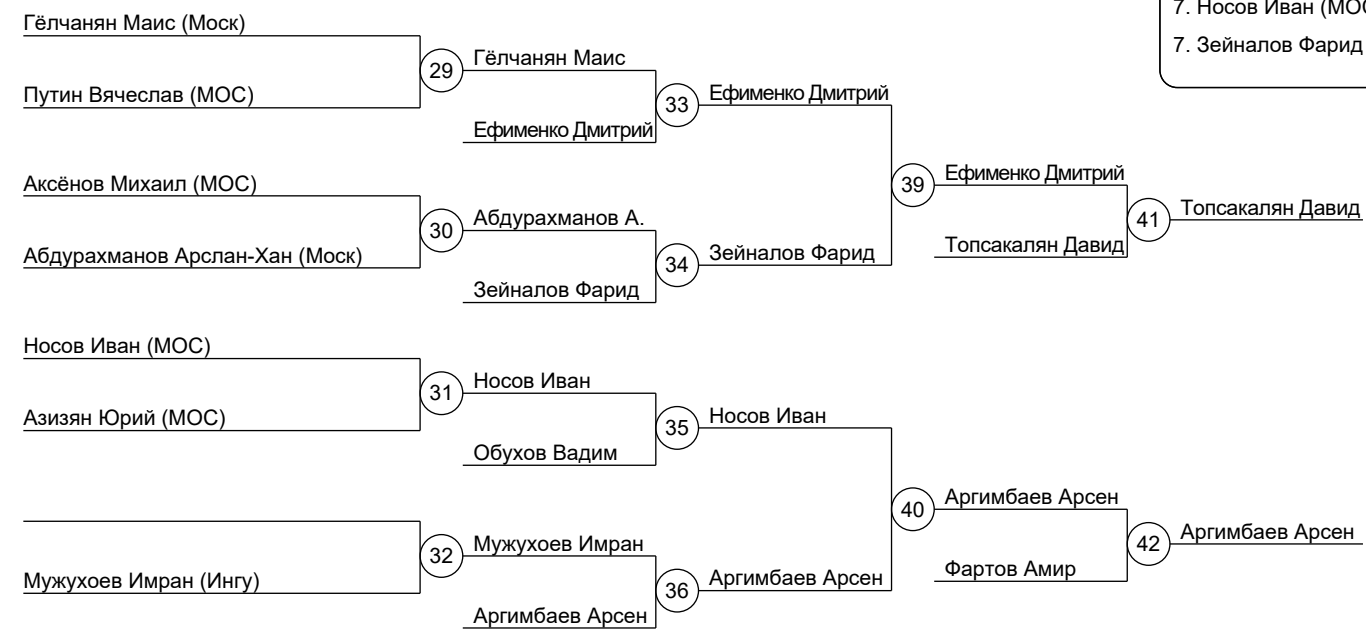 7. Носов Иван (МОС
7. Зейналов Фарид
Гёлчанян Маис (Моск)
29
Гёлчанян Маис
Путин Вячеслав (МОС)
33
Ефименко Дмитрий
Ефименко Дмитрий
Аксёнов Михаил (МОС)
39
Ефименко Дмитрий
30
Абдурахманов А.
41
Топсакалян Давид
Абдурахманов Арслан-Хан (Моск)
34
Зейналов Фарид
Топсакалян Давид
Зейналов Фарид
Носов Иван (МОС)
31
Носов Иван
Азизян Юрий (МОС)
35
Носов Иван
Обухов Вадим
40
Аргимбаев Арсен
32
Мужухоев Имран
42
Аргимбаев Арсен
Мужухоев Имран (Ингу)
36
Аргимбаев Арсен
Фартов Амир
Аргимбаев Арсен